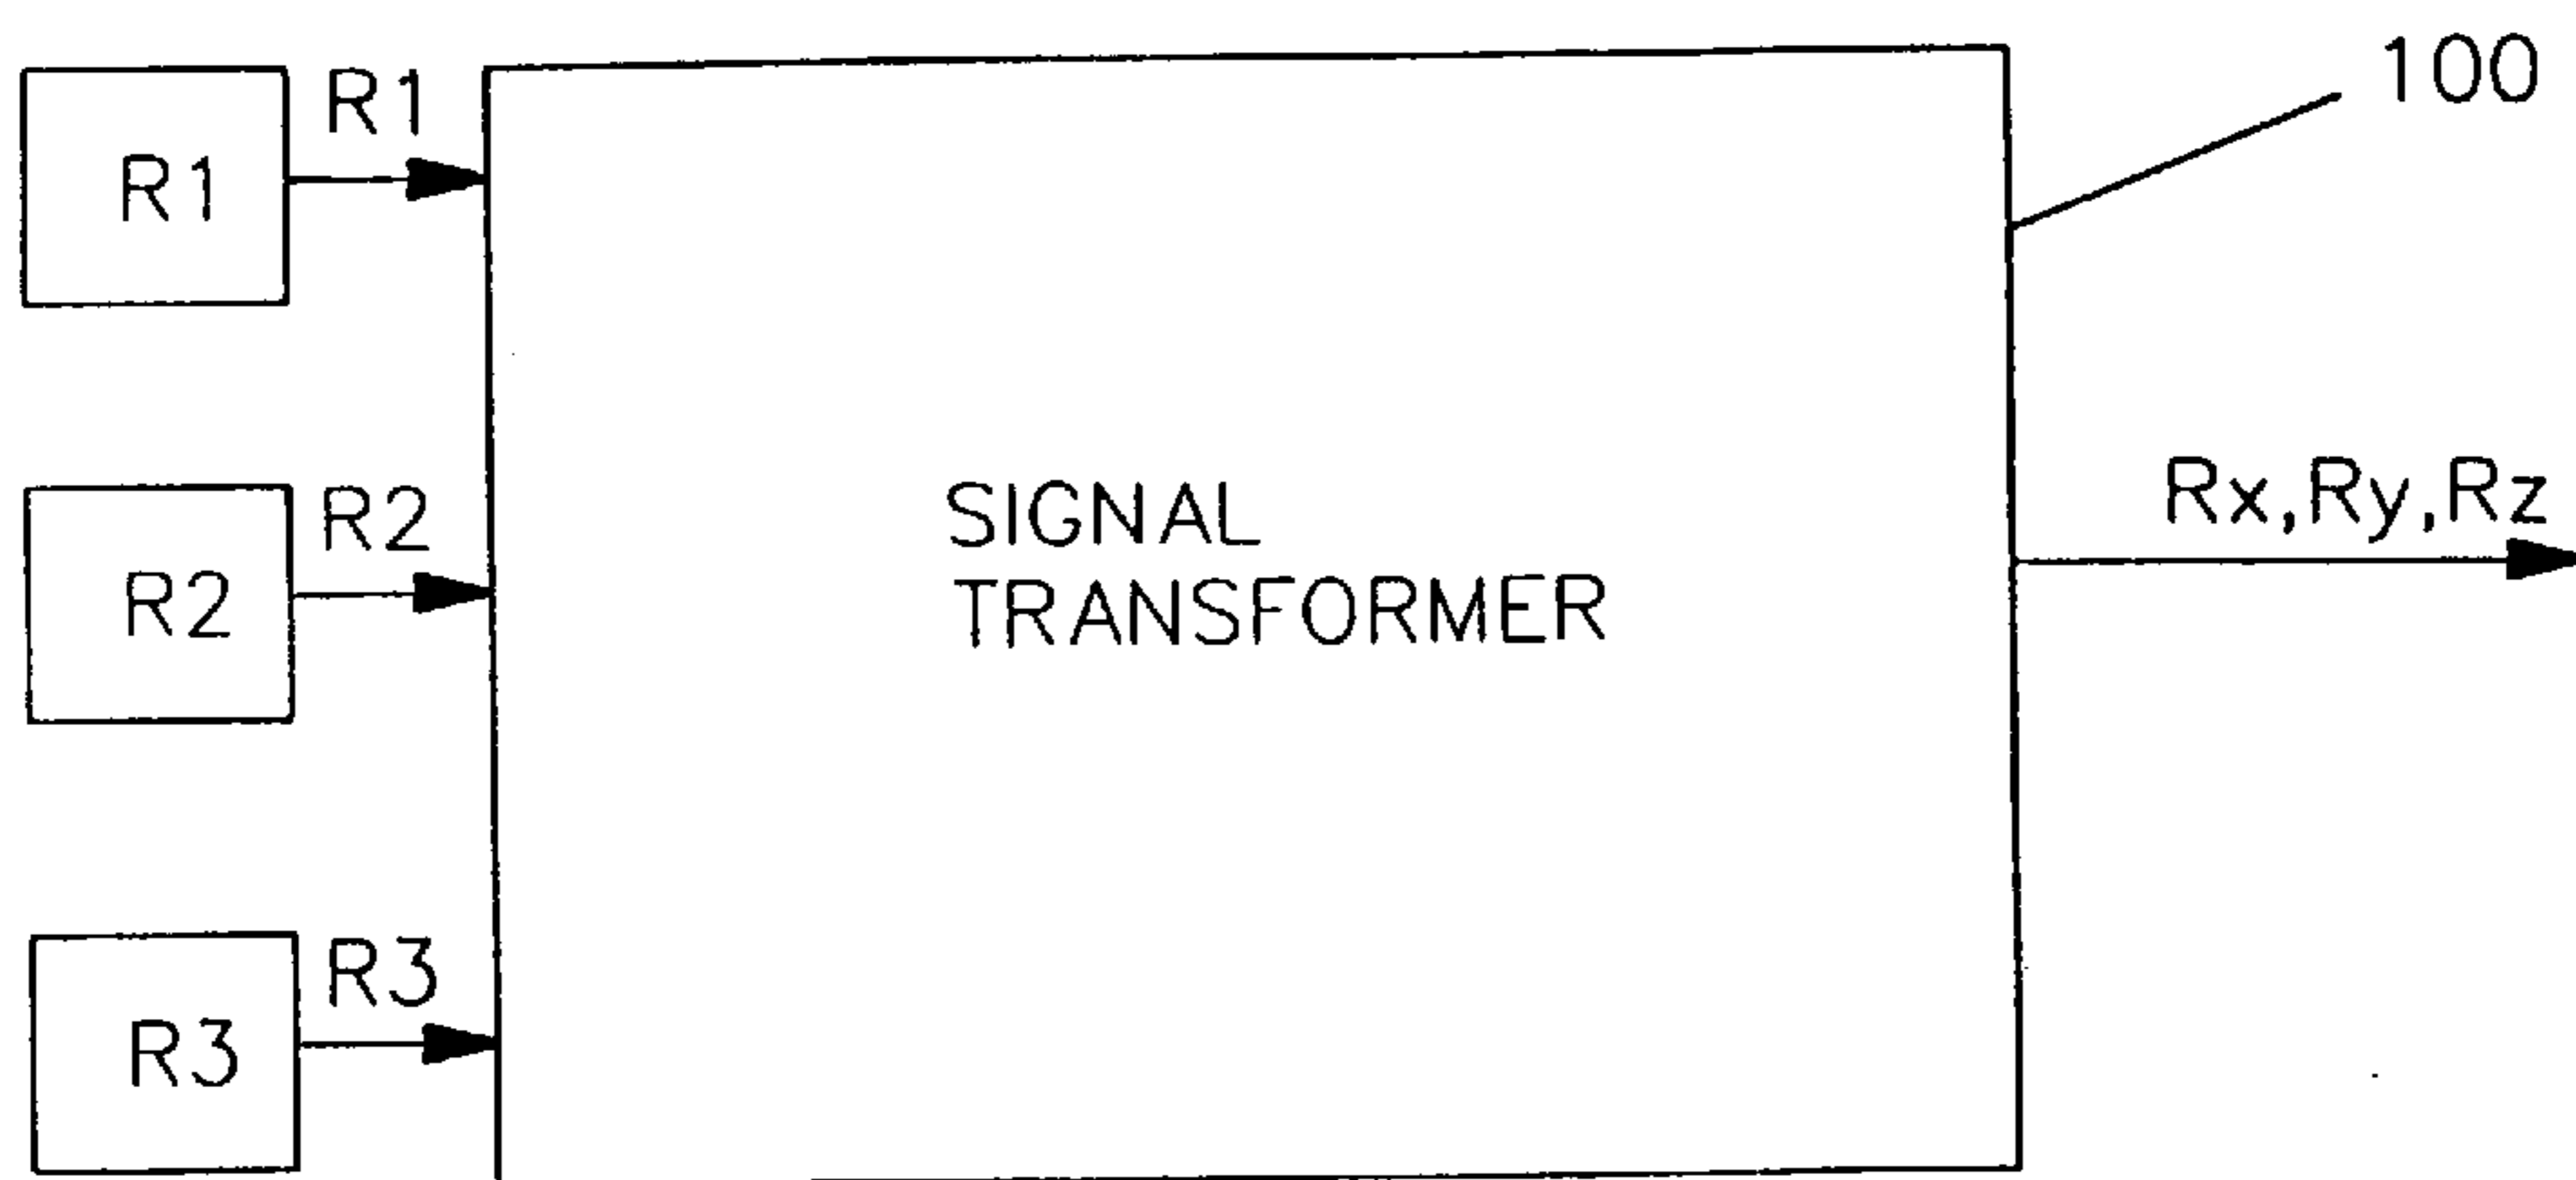 100
R1
R1
R2
R2
Rx,Ry,Rz
SIGNAL
TRANSFORMER
R3
R3